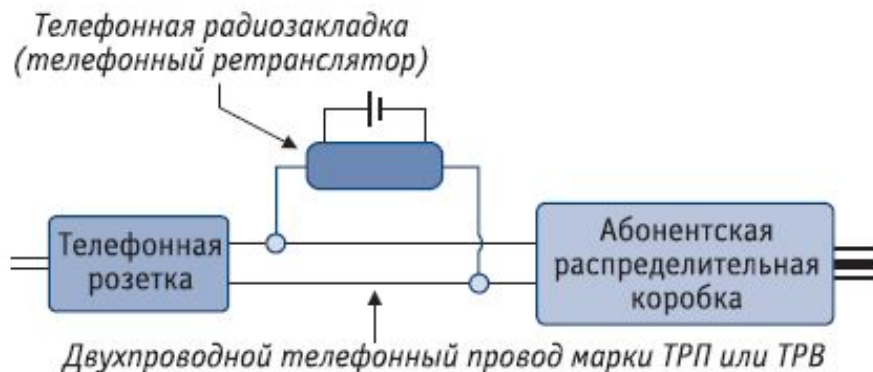 Телефонная радиозакладка
(телефонный ретранслятор)
Телефонная
розетка
Абонентская
распределительная
коробка
Двухпроводной телефонный провод марки ТРП или ТРВ